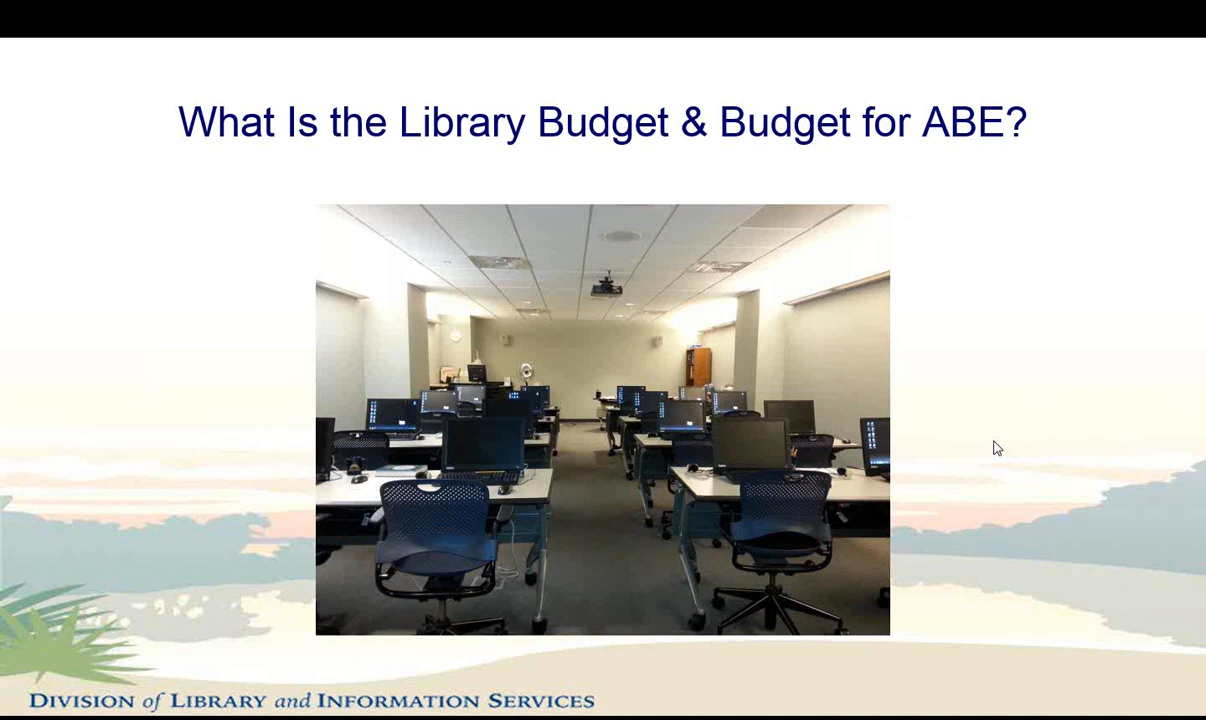 What Is the Library Budget & Budget for ABE?
DIVISION of LIBRARY and INFORMATION SERVICES